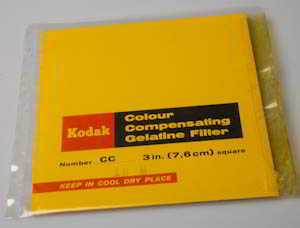 Kodak
Colour
Compensating
Gelatine Filter
Number CC 3 in. (7,6 cm) square
KEEP IN COOL DRY PLACE